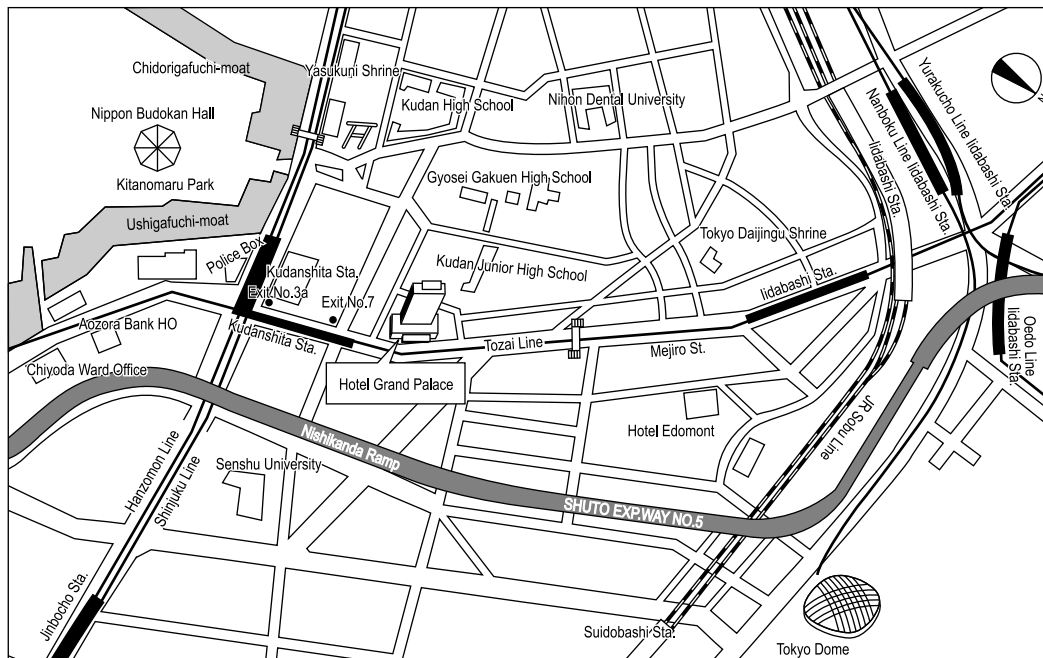 Chidorigafuchi-moat
Yasukuni Shrine
Kudan High School
Nihon Dental University
Yurakucho Line Iidabashi Sta.
Nanboku Line Iidabashi Sta.
Iidabashi Sta.
N
Nippon Budokan Hall
Kitanomaru Park
Gyosei Gakuen High School
Ushigafuchi-moat
Police Box
Kudanshita Sta.
Exit No.3a
Exit No.7
Kudan Junior High School
Tokyo Daijingu Shrine
Iidabashi Sta.
Oedo Line
Iidabashi Sta.
Aozora Bank HO
Kudanshita Sta.
Tozai Line
Mejiro St.
Chiyoda Ward Office
Hotel Grand Palace
JR Sobu Line
Hotel Edomont
Nishikanda Ramp
Hanzomon Line
Shinjuku Line
Senshu University
SHUTO EXP.WAY NO.5
Jinbocho Sta.
Suidobashi Sta.
Tokyo Dome